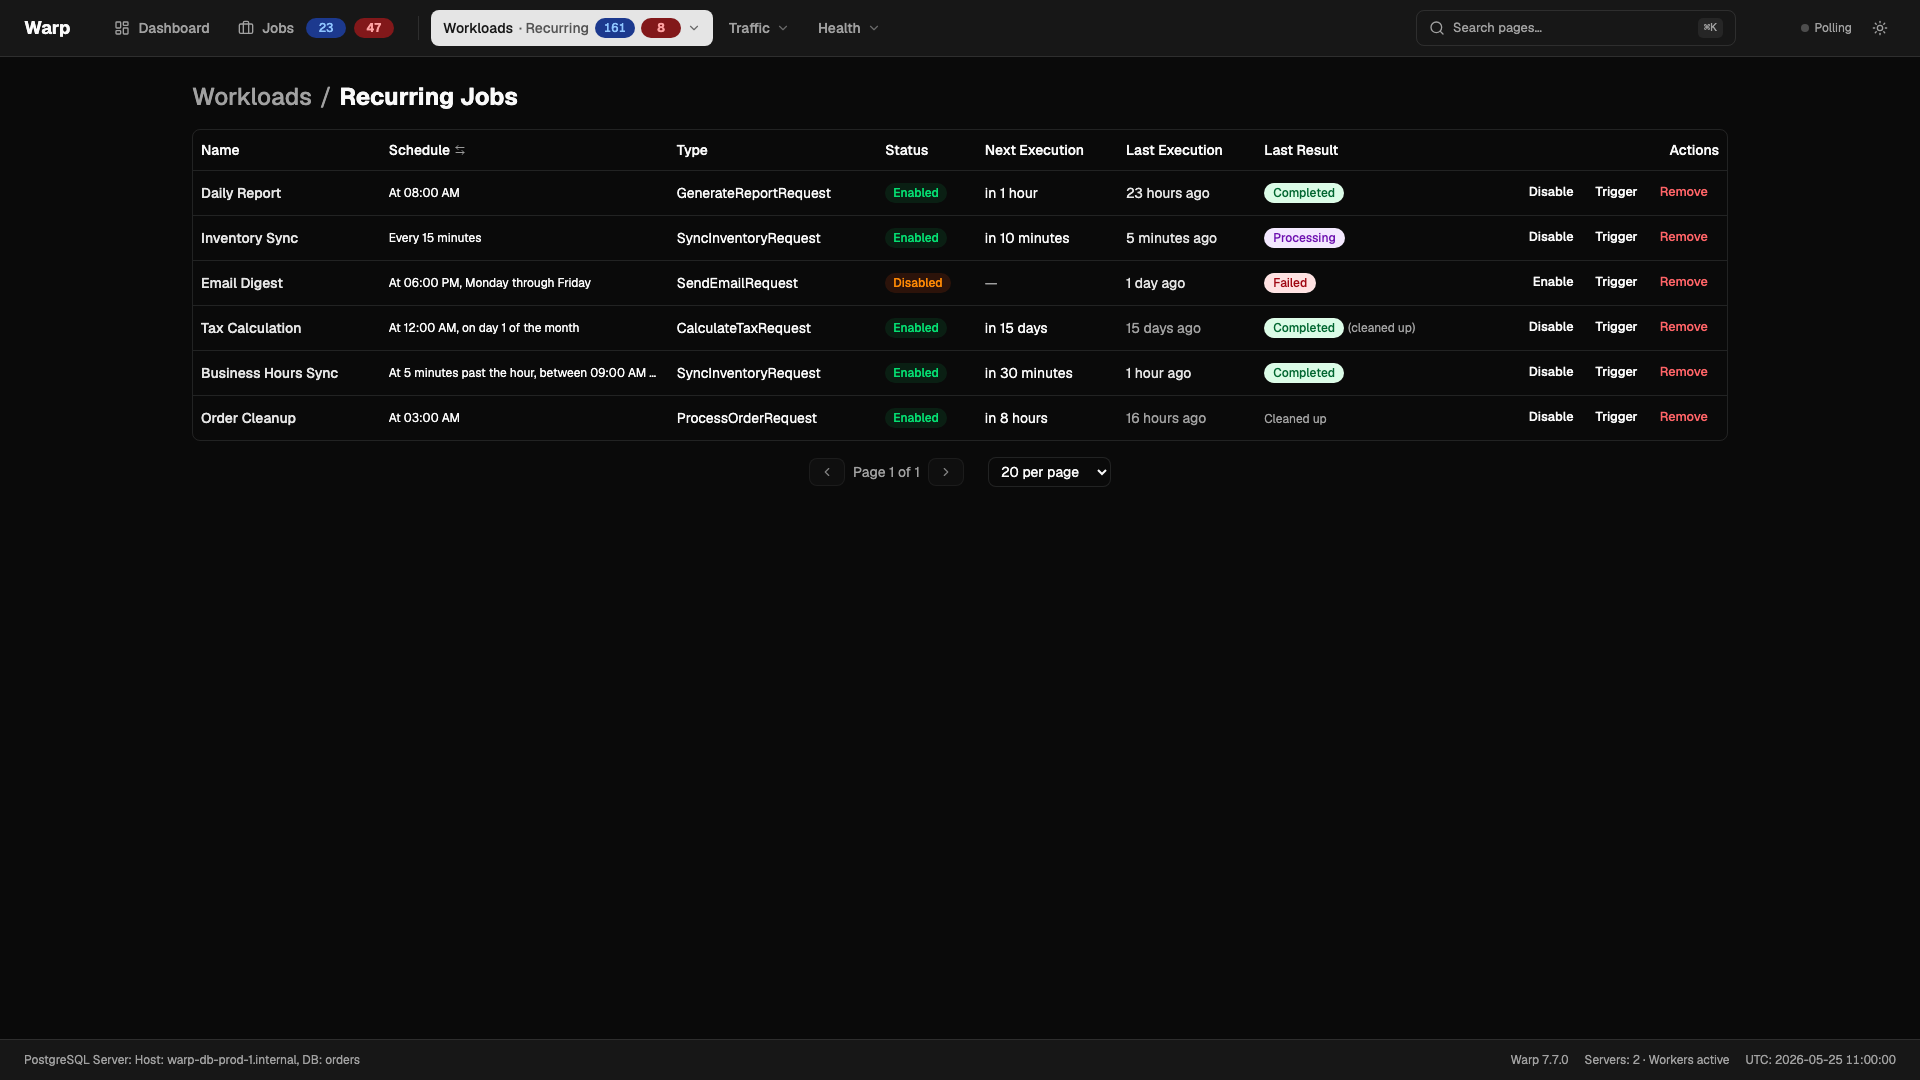 Warp Dashboard Jobs 23 47 Workloads · Recurring 161 8 Traffic Health Search pages... ⌘K Polling
Workloads / Recurring Jobs
Name Schedule Type Status Next Execution Last Execution Last Result Actions
Daily Report At 08:00 AM GenerateReportRequest Enabled in 1 hour 23 hours ago Completed Disable Trigger Remove
Inventory Sync Every 15 minutes SyncInventoryRequest Enabled in 10 minutes 5 minutes ago Processing Disable Trigger Remove
Email Digest At 06:00 PM, Monday through Friday SendEmailRequest Disabled — 1 day ago Failed Enable Trigger Remove
Tax Calculation At 12:00 AM, on day 1 of the month CalculateTaxRequest Enabled in 15 days 15 days ago Completed (cleaned up) Disable Trigger Remove
Business Hours Sync At 5 minutes past the hour, between 09:00 AM ... SyncInventoryRequest Enabled in 30 minutes 1 hour ago Completed Disable Trigger Remove
Order Cleanup At 03:00 AM ProcessOrderRequest Enabled in 8 hours 16 hours ago Cleaned up Disable Trigger Remove
Page 1 of 1 20 per page
PostgreSQL Server: Host: warp-db-prod-1.internal, DB: orders Warp 7.7.0 Servers: 2 · Workers active UTC: 2026-05-25 11:00:00